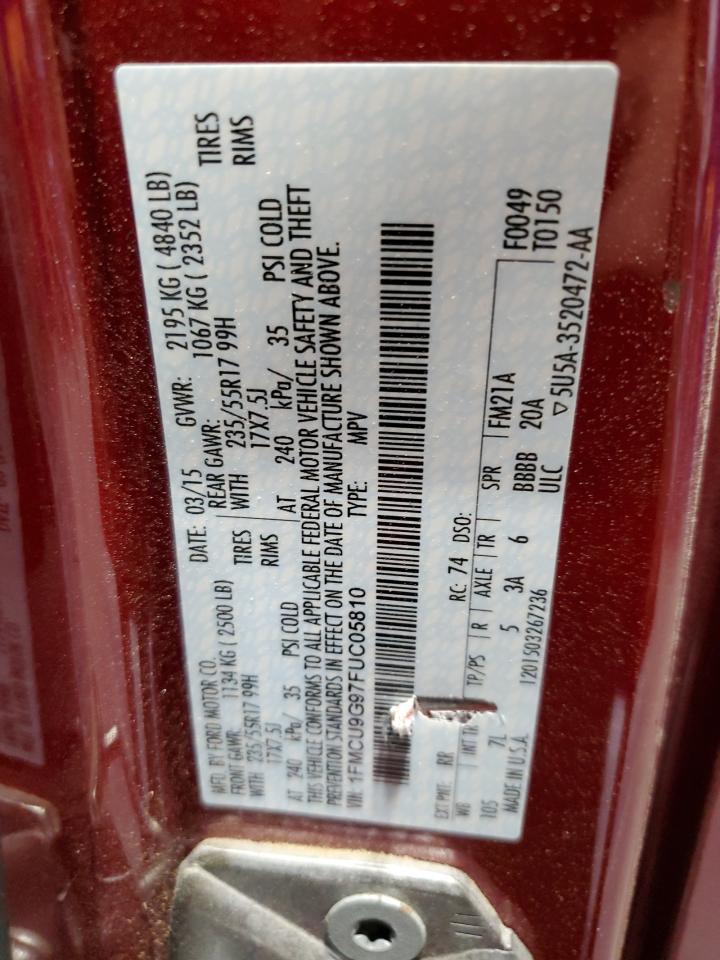 MFD. BY FORD MOTOR CO.
DATE: 03/15 GVWR: 2195 KG ( 4840 LB)
FRONT GAWR: 1134 KG ( 2500 LB) REAR GAWR: 1067 KG ( 2352 LB)
WITH 235/55R17 99H TIRES WITH 235/55R17 99H TIRES
17X7.5J RIMS 17X7.5J RIMS
AT 240 kPa/ 35 PSI COLD AT 240 kPa/ 35 PSI COLD
THIS VEHICLE CONFORMS TO ALL APPLICABLE FEDERAL MOTOR VEHICLE SAFETY AND THEFT
PREVENTION STANDARDS IN EFFECT ON THE DATE OF MANUFACTURE SHOWN ABOVE.
VIN: 1FMCU9G97FUC05810 TYPE: MPV
EXT PNT: RR RC: 74 DSO: F0049
WB INT TR TP/PS R AXLE TR SPR FM21A T0150
105 7L 5 3A 6 BBBB 20A
MADE IN U.S.A. 1201503267236 ULC ▽5U5A-3520472-AA